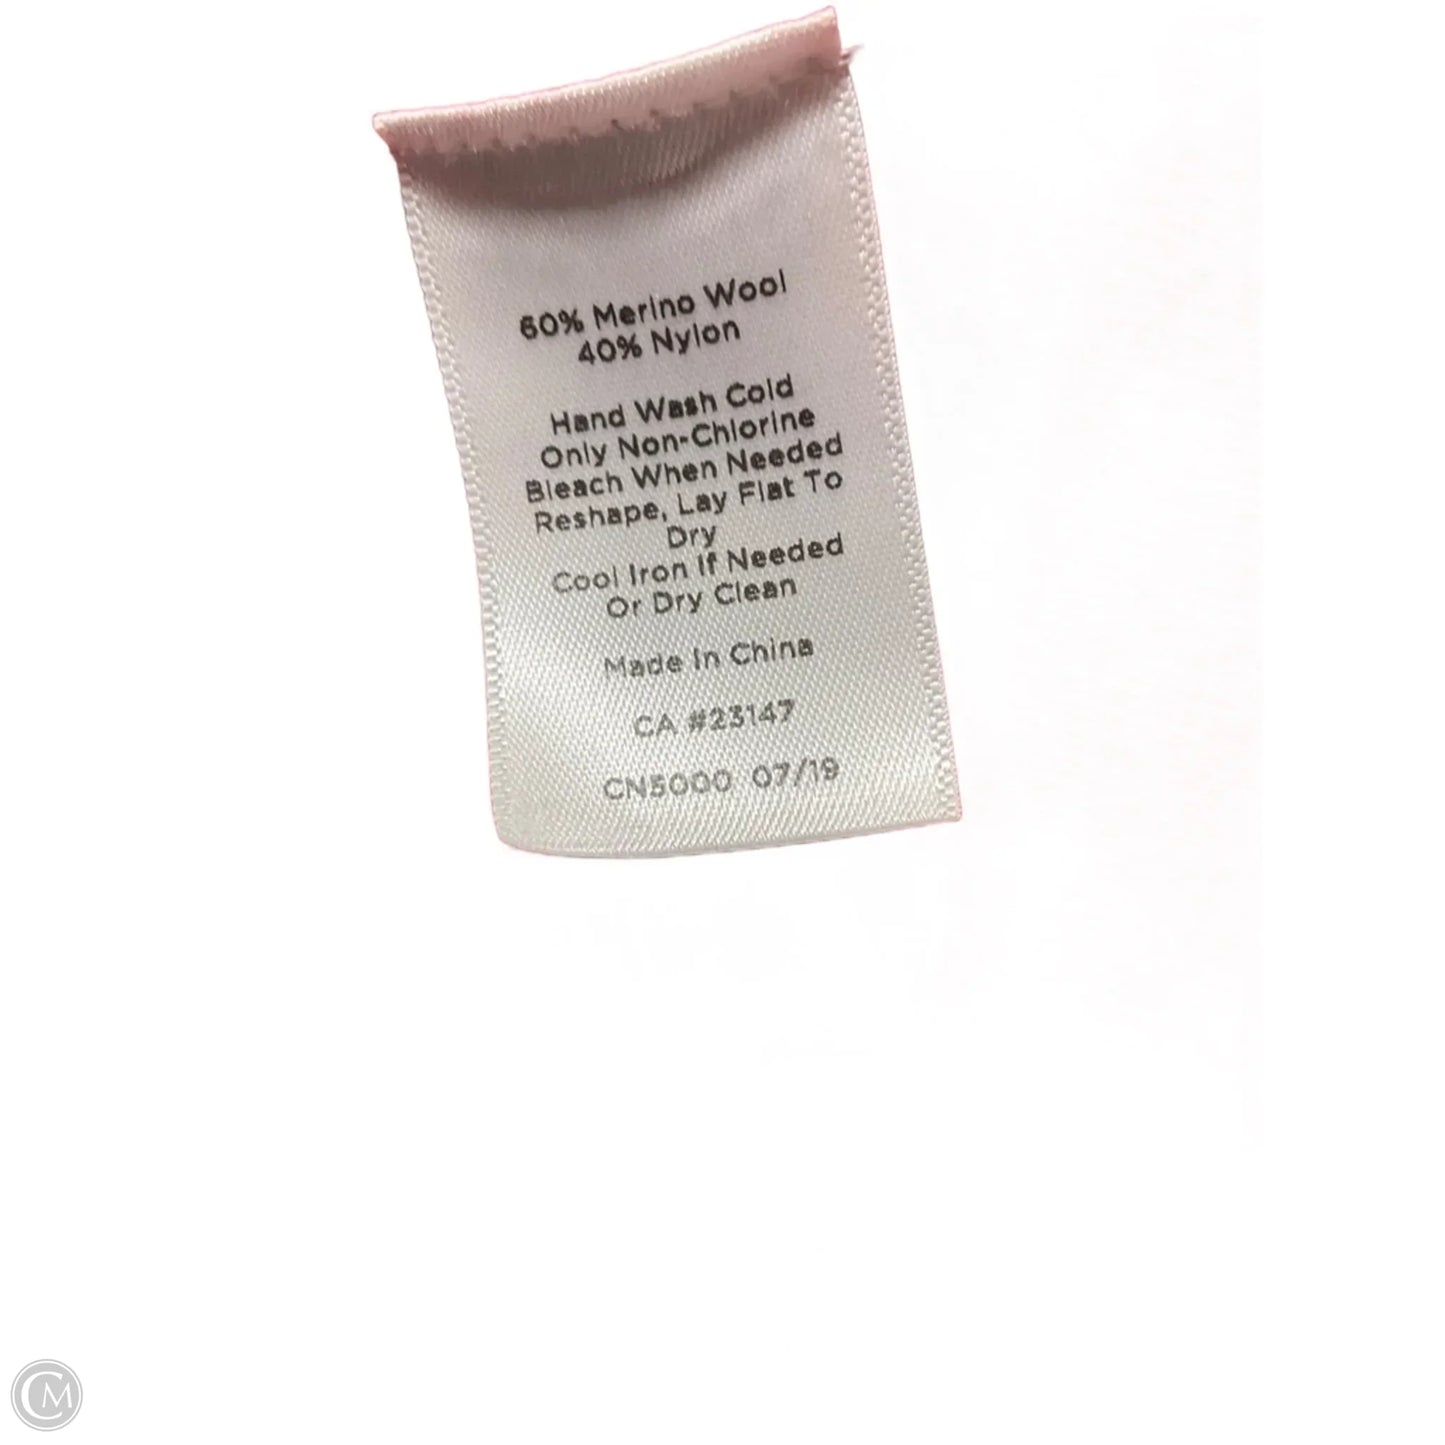 60% Merino Wool
40% Nylon
Hand Wash Cold
Only Non-Chlorine
Bleach When Needed
Reshape, Lay Flat To
Dry
Cool Iron If Needed
Or Dry Clean
Made In China
CA #23147
CN5000 07/19
CM